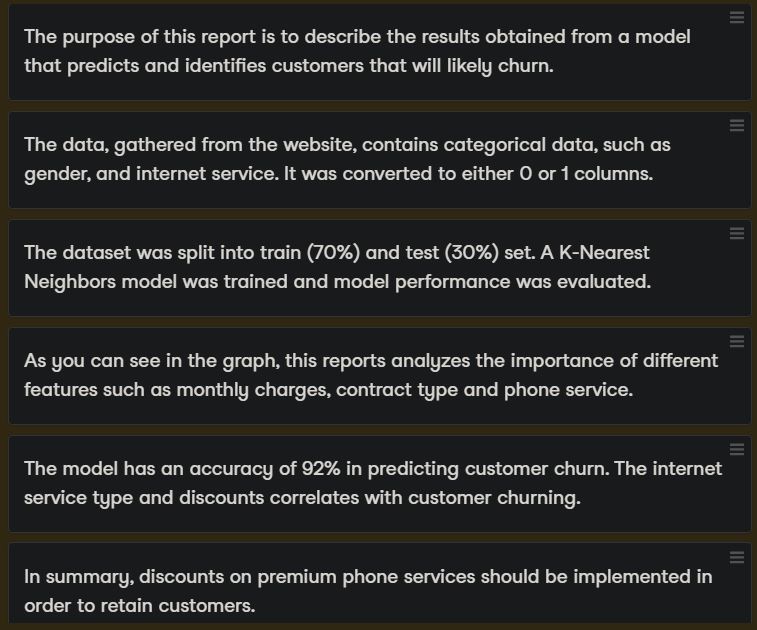 The purpose of this report is to describe the results obtained from a model
that predicts and identifies customers that will likely churn.
The data, gathered from the website, contains categorical data, such as
gender, and internet service. It was converted to either 0 or 1 columns.
The dataset was split into train (70%) and test (30%) set. A K-Nearest
Neighbors model was trained and model performance was evaluated.
As you can see in the graph, this reports analyzes the importance of different
features such as monthly charges, contract type and phone service.
The model has an accuracy of 92% in predicting customer churn. The internet
service type and discounts correlates with customer churning.
In summary, discounts on premium phone services should be implemented in
order to retain customers.